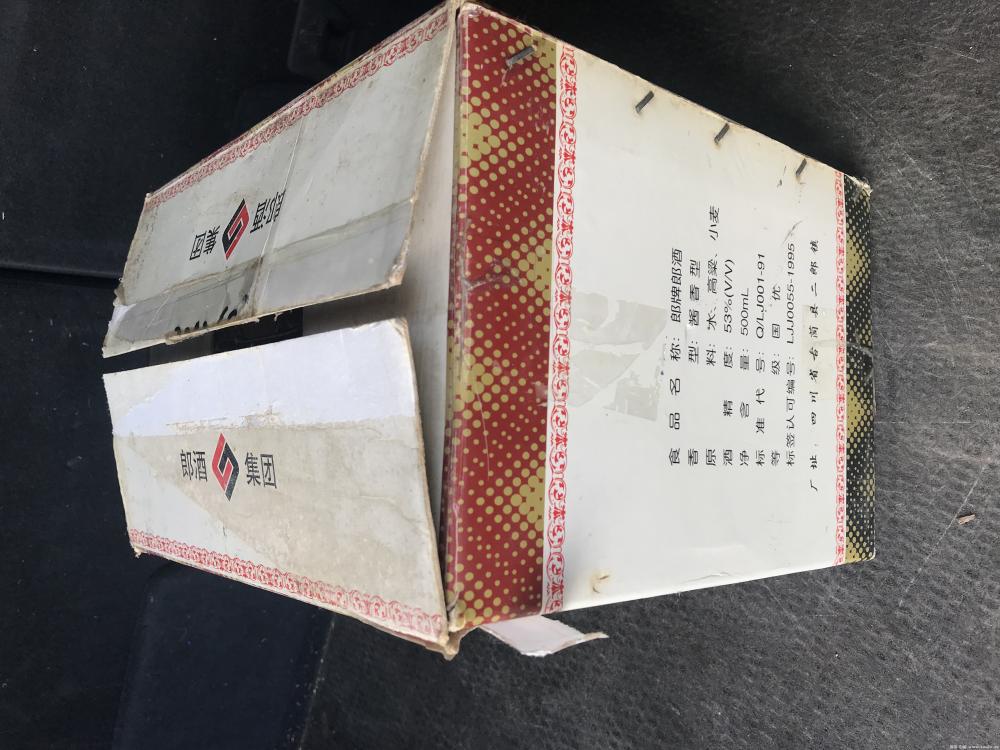 郎酒
集团
郎酒
集团
食品名称：郎牌郎酒
香型：酱香型
原料：水、高粱、小麦
酒精度：53%(V/V)
净含量：500mL
标准代号：Q/LJ001-91
等级：国优
标签认可编号：LJJ0055-1995
厂址：四川省古蔺县二郎镇